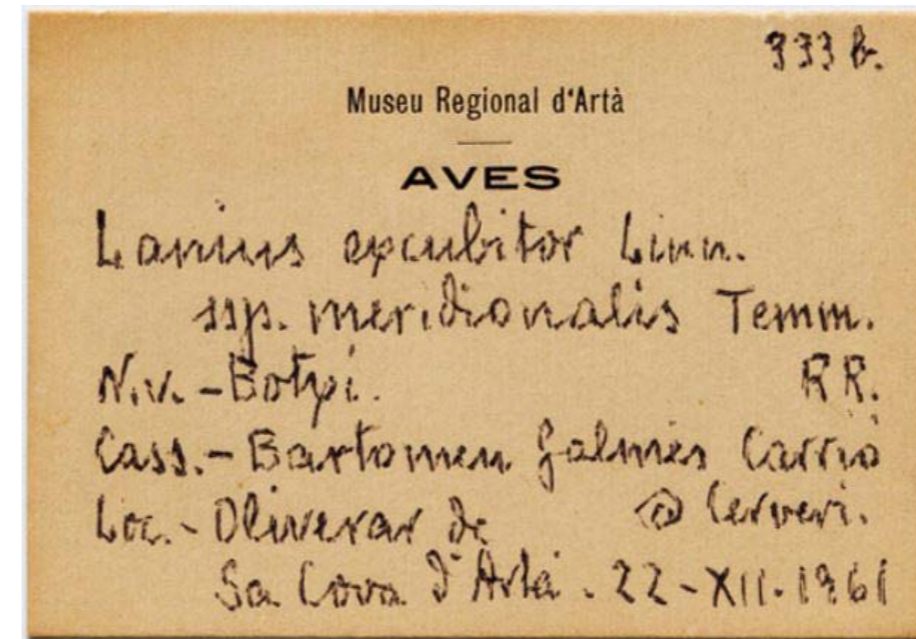 333 b.
Museu Regional d'Artà
AVES
Lanius excubitor Linn.
ssp. meridionalis Temm.
N.v. - Botxí. RR.
Cass. - Bartomeu Galmés Carrió
Loc. - Oliverar de Cerverí.
Sa Cova d'Artà. 22-XII-1961